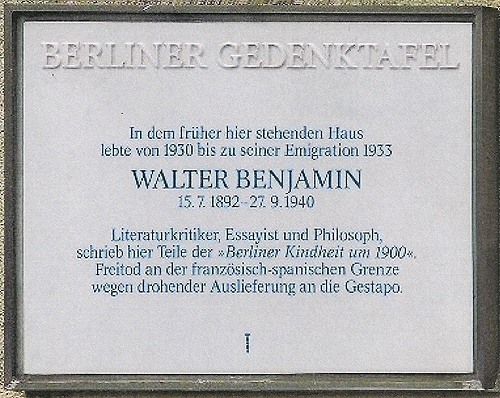 BERLINER GEDENKTAFEL
In dem früher hier stehenden Haus
lebte von 1930 bis zu seiner Emigration 1933
WALTER BENJAMIN
15. 7. 1892–27. 9. 1940
Literaturkritiker, Essayist und Philosoph,
schrieb hier Teile der »Berliner Kindheit um 1900«.
Freitod an der französisch-spanischen Grenze
wegen drohender Auslieferung an die Gestapo.